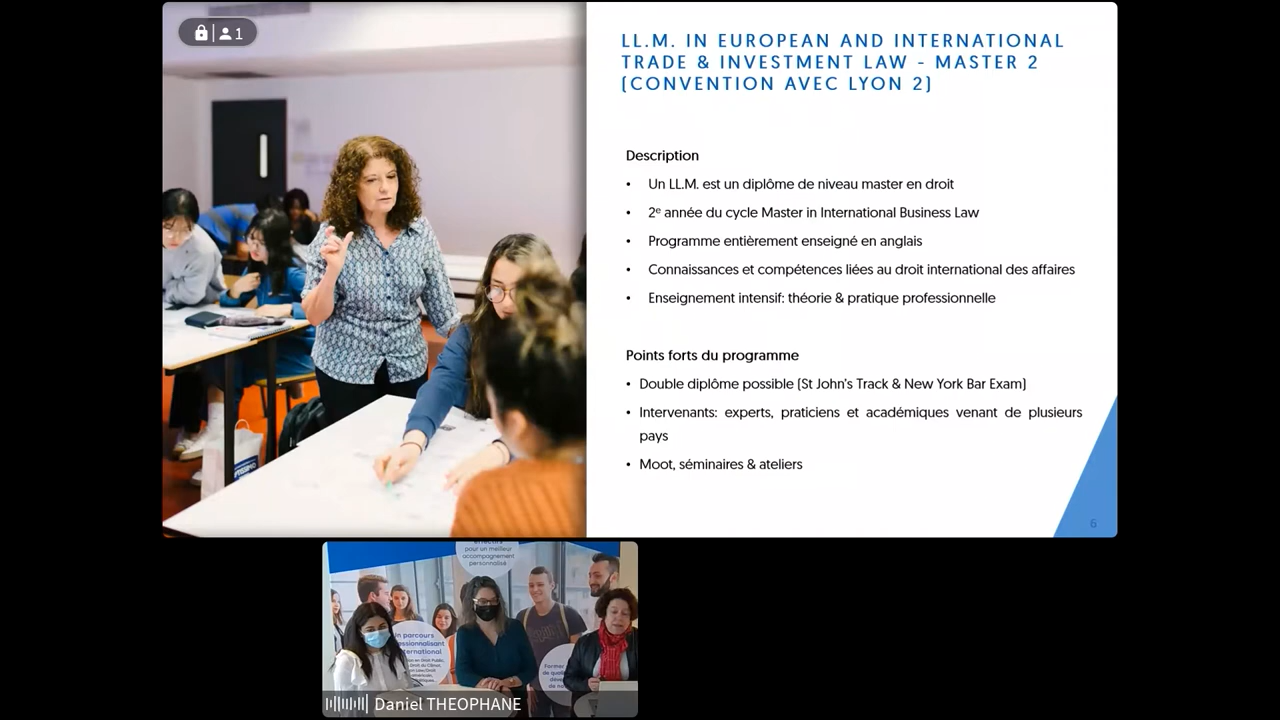 1
LL.M. IN EUROPEAN AND INTERNATIONAL
TRADE & INVESTMENT LAW - MASTER 2
(CONVENTION AVEC LYON 2)
Description
• Un LL.M. est un diplôme de niveau master en droit
• 2e année du cycle Master in International Business Law
• Programme entièrement enseigné en anglais
• Connaissances et compétences liées au droit international des affaires
• Enseignement intensif: théorie & pratique professionnelle
Points forts du programme
• Double diplôme possible (St John's Track & New York Bar Exam)
• Intervenants: experts, praticiens et académiques venant de plusieurs
pays
• Moot, séminaires & ateliers
6
pour un meilleur
accompagnement
personnalisé
In parcours
Daniel THEOPHANE